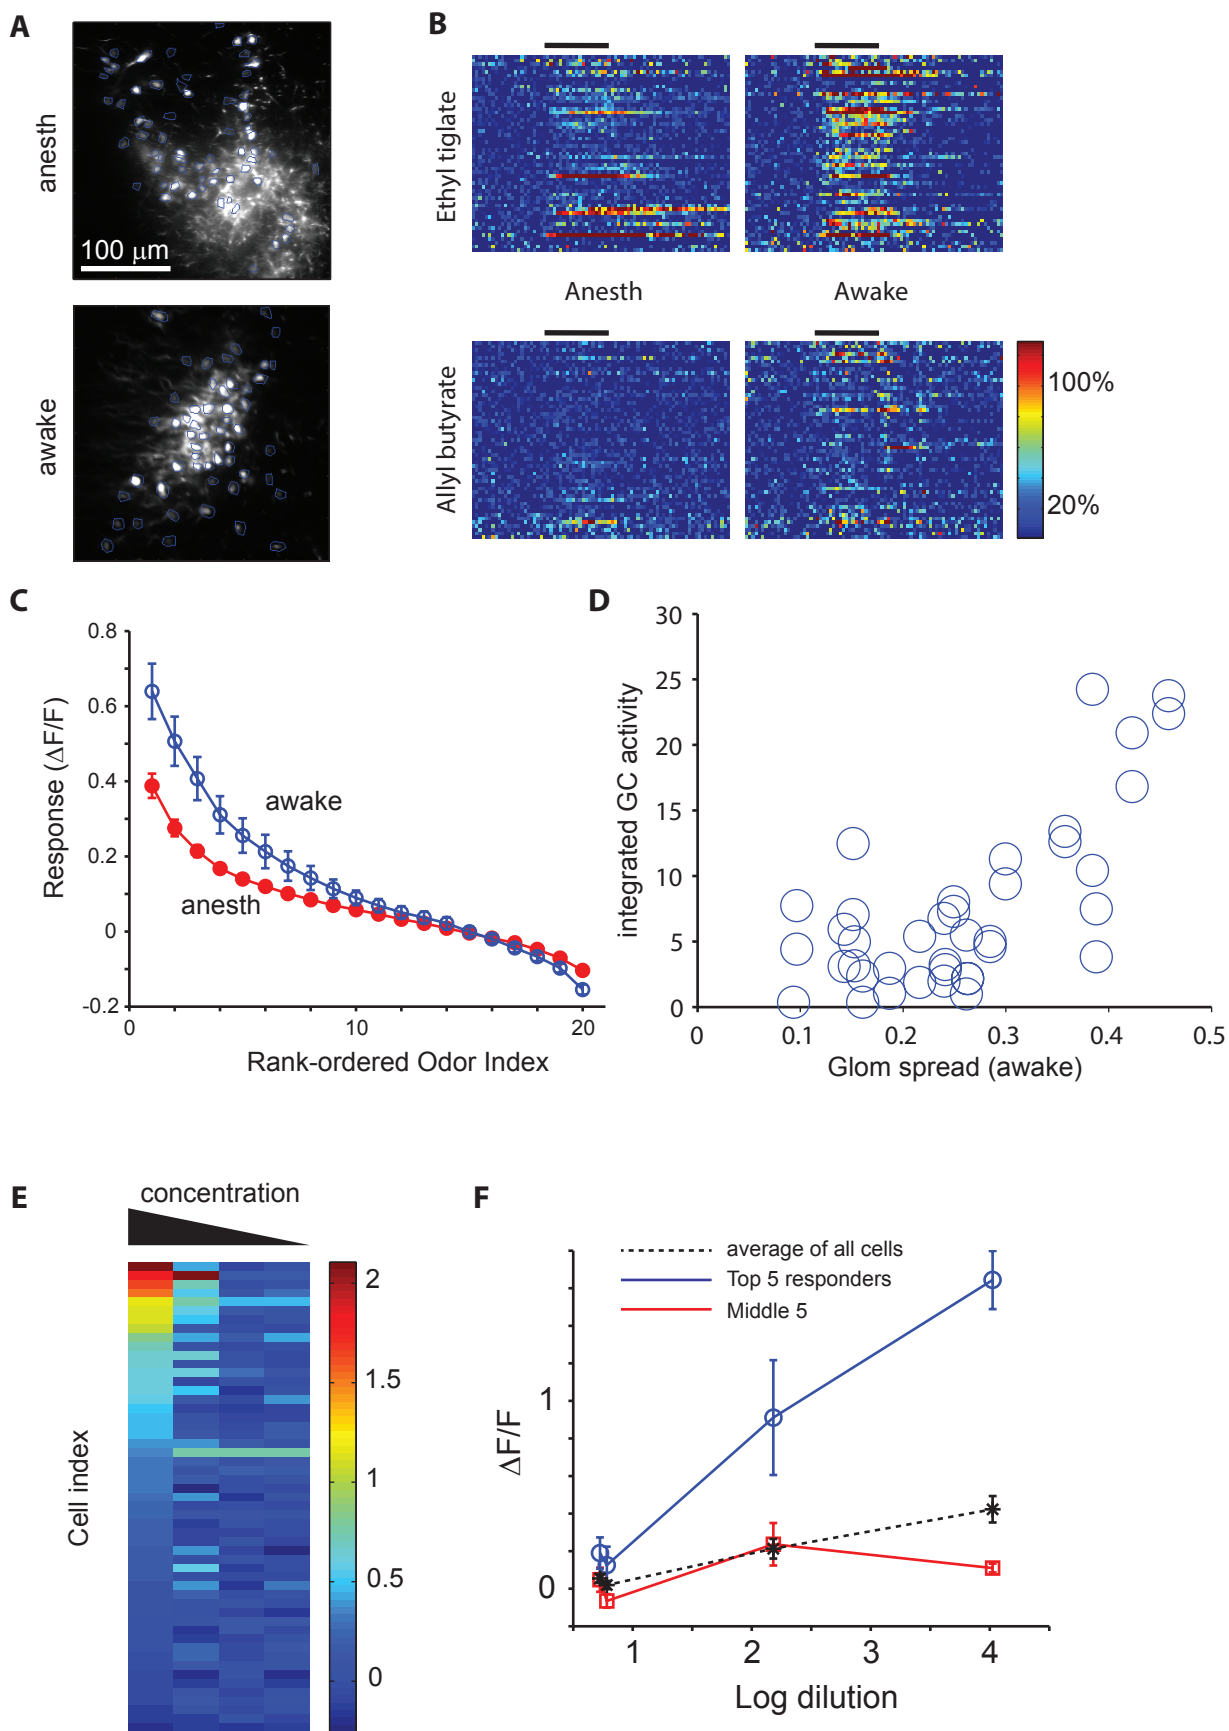 A
anesth
100 μm
awake
B
Ethyl tiglate
Anesth
Awake
Allyl butyrate
100%
20%
C
Response (ΔF/F)
0.8
0.6
0.4
0.2
0
-0.2
awake
anesth
0
10
20
Rank-ordered Odor Index
D
integrated GC activity
30
25
20
15
10
5
0
0
0.1
0.2
0.3
0.4
0.5
Glom spread (awake)
E
concentration
Cell index
2
1.5
1
0.5
0
F
average of all cells
Top 5 responders
Middle 5
ΔF/F
1
0
1
2
3
4
Log dilution